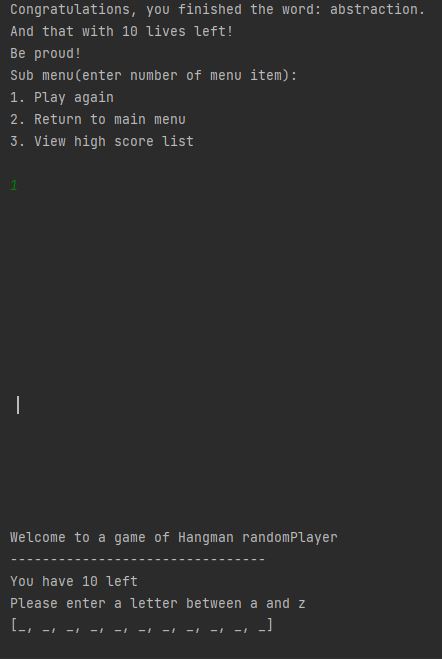 Congratulations, you finished the word: abstraction.
And that with 10 lives left!
Be proud!
Sub menu(enter number of menu item):
1. Play again
2. Return to main menu
3. View high score list
1
Welcome to a game of Hangman randomPlayer
--------------------------------
You have 10 left
Please enter a letter between a and z
[_, _, _, _, _, _, _, _, _, _, _]